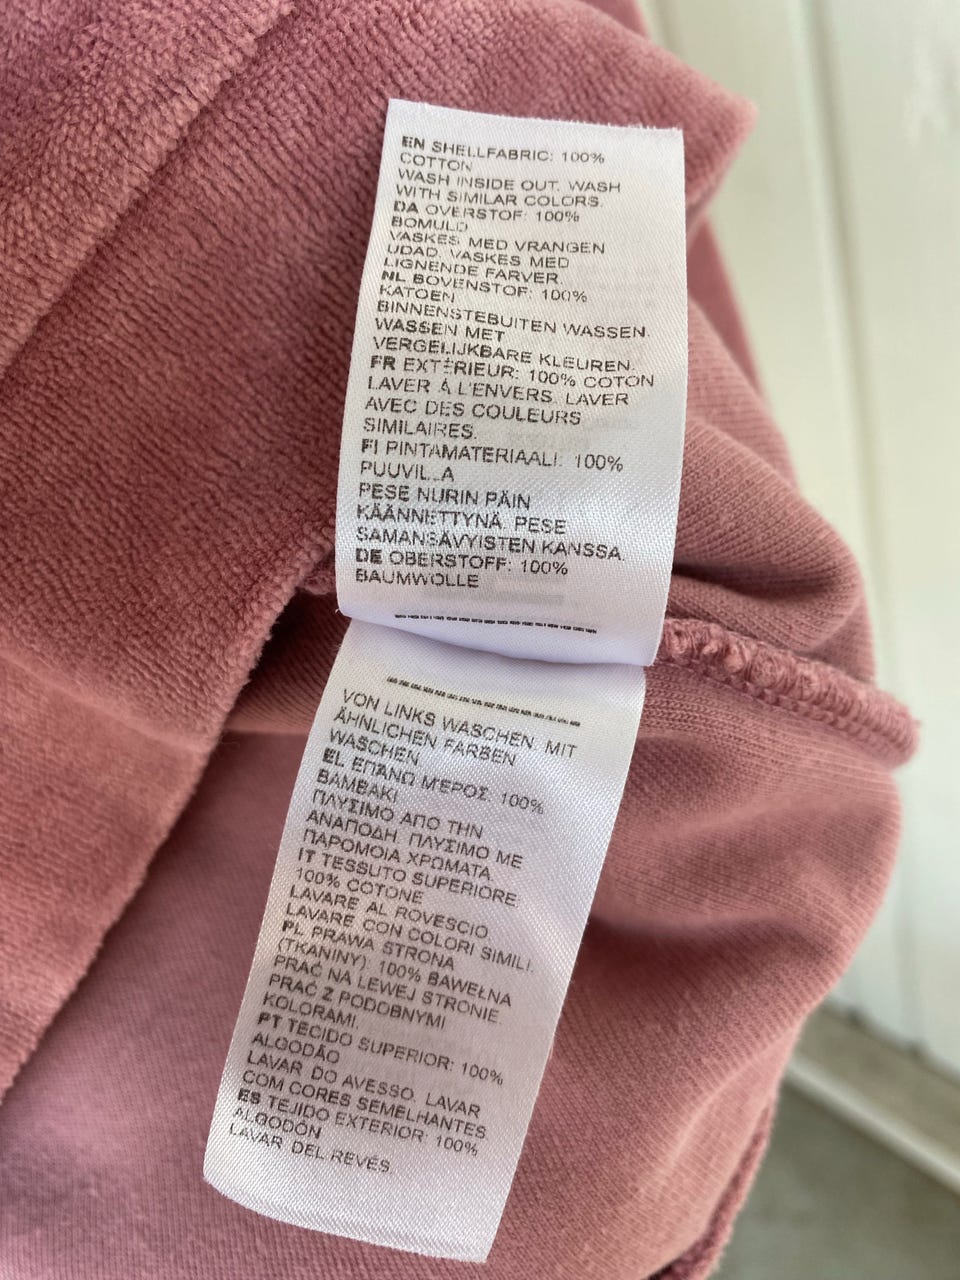 EN SHELLFABRIC: 100%
COTTON
WASH INSIDE OUT. WASH
WITH SIMILAR COLORS.
DA OVERSTOF: 100%
BOMULD
VASKES MED VRANGEN
UDAD. VASKES MED
LIGNENDE FARVER.
NL BOVENSTOF: 100%
KATOEN
BINNENSTEBUITEN WASSEN.
WASSEN MET
VERGELIJKBARE KLEUREN.
FR EXTÉRIEUR: 100% COTON
LAVER À L'ENVERS. LAVER
AVEC DES COULEURS
SIMILAIRES.
FI PINTAMATERIAALI: 100%
PUUVILLA
PESE NURIN PÄIN
KÄÄNNETTYNÄ. PESE
SAMANSÄVYISTEN KANSSA.
DE OBERSTOFF: 100%
BAUMWOLLE
VON LINKS WASCHEN. MIT
ÄHNLICHEN FARBEN
WASCHEN.
EL ΕΠΆΝΩ ΜΈΡΟΣ: 100%
ΒΑΜΒΑΚΙ
ΠΛΥΣΙΜΟ ΑΠΟ ΤΗΝ
ΑΝΑΠΟΔΗ. ΠΛΥΣΙΜΟ ΜΕ
ΠΑΡΟΜΟΙΑ ΧΡΩΜΑΤΑ.
IT TESSUTO SUPERIORE:
100% COTONE
LAVARE AL ROVESCIO.
LAVARE CON COLORI SIMILI.
PL PRAWA STRONA
(TKANINY): 100% BAWEŁNA
PRAĆ NA LEWEJ STRONIE.
PRAĆ Z PODOBNYMI
KOLORAMI.
PT TECIDO SUPERIOR: 100%
ALGODÃO
LAVAR DO AVESSO. LAVAR
COM CORES SEMELHANTES.
ES TEJIDO EXTERIOR: 100%
ALGODÓN
LAVAR DEL REVÉS.